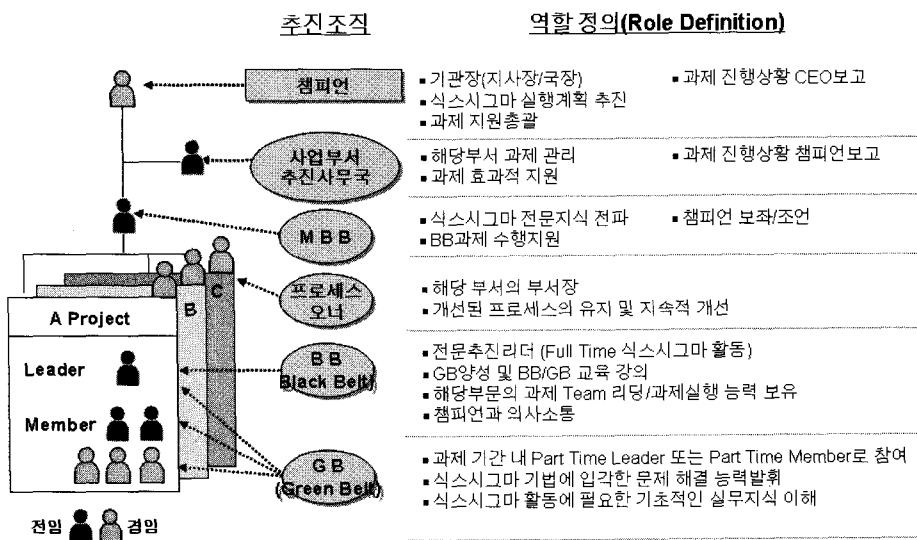 추진조직
역할 정의(Role Definition)
챔피언
▪ 기관장(지사장/국장)
▪ 과제 진행상황 CEO보고
▪ 식스시그마 실행계획 추진
▪ 과제 지원총괄
사업부서
추진사무국
▪ 해당부서 과제 관리
▪ 과제 진행상황 챔피언보고
▪ 과제 효과적 지원
M B B
▪ 식스시그마 전문지식 전파
▪ 챔피언 보좌/조언
▪ BB과제 수행지원
프로세스
오너
▪ 해당 부서의 부서장
▪ 개선된 프로세스의 유지 및 지속적 개선
C
B
A Project
Leader
Member
B B
(Black Belt)
▪ 전문추진리더 (Full Time 식스시그마 활동)
▪ GB양성 및 BB/GB 교육 강의
▪ 해당부문의 과제 Team 리딩/과제실행 능력 보유
▪ 챔피언과 의사소통
G B
(Green Belt)
▪ 과제 기간 내 Part Time Leader 또는 Part Time Member로 참여
▪ 식스시그마 기법에 입각한 문제 해결 능력발휘
▪ 식스시그마 활동에 필요한 기초적인 실무지식 이해
전임
겸임